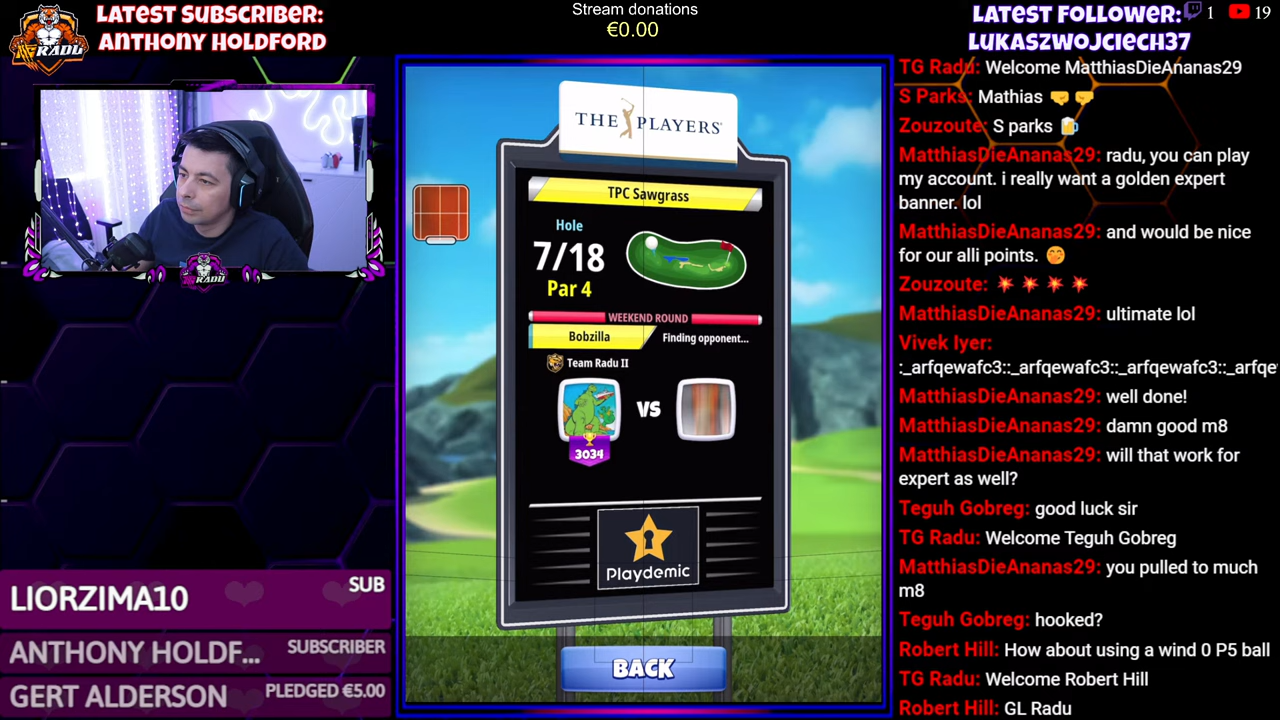 LATEST SUBSCRIBER:
ANTHONY HOLDFORD
RADU
Stream donations
€0.00
LATEST FOLLOWER:
LUKASZWOJCIECH37
1
19
RADU
THE PLAYERS
TPC Sawgrass
Hole
7/18
Par 4
WEEKEND ROUND
Bobzilla
Finding opponent...
Team Radu II
VS
3034
Playdemic
BACK
LIORZIMA10
SUB
ANTHONY HOLDF...
SUBSCRIBER
GERT ALDERSON
PLEDGED €5.00
TG Radu: Welcome MatthiasDieAnanas29
S Parks: Mathias 🤜 🤛
Zouzoute: S parks 🍺
MatthiasDieAnanas29: radu, you can play
my account. i really want a golden expert
banner. lol
MatthiasDieAnanas29: and would be nice
for our alli points. 🤭
Zouzoute: 💥 💥 💥 💥
MatthiasDieAnanas29: ultimate lol
Vivek Iyer:
:_arfqewafc3::_arfqewafc3::_arfqewafc3::_arfqe
MatthiasDieAnanas29: well done!
MatthiasDieAnanas29: damn good m8
MatthiasDieAnanas29: will that work for
expert as well?
Teguh Gobreg: good luck sir
TG Radu: Welcome Teguh Gobreg
MatthiasDieAnanas29: you pulled to much
m8
Teguh Gobreg: hooked?
Robert Hill: How about using a wind 0 P5 ball
TG Radu: Welcome Robert Hill
Robert Hill: GL Radu